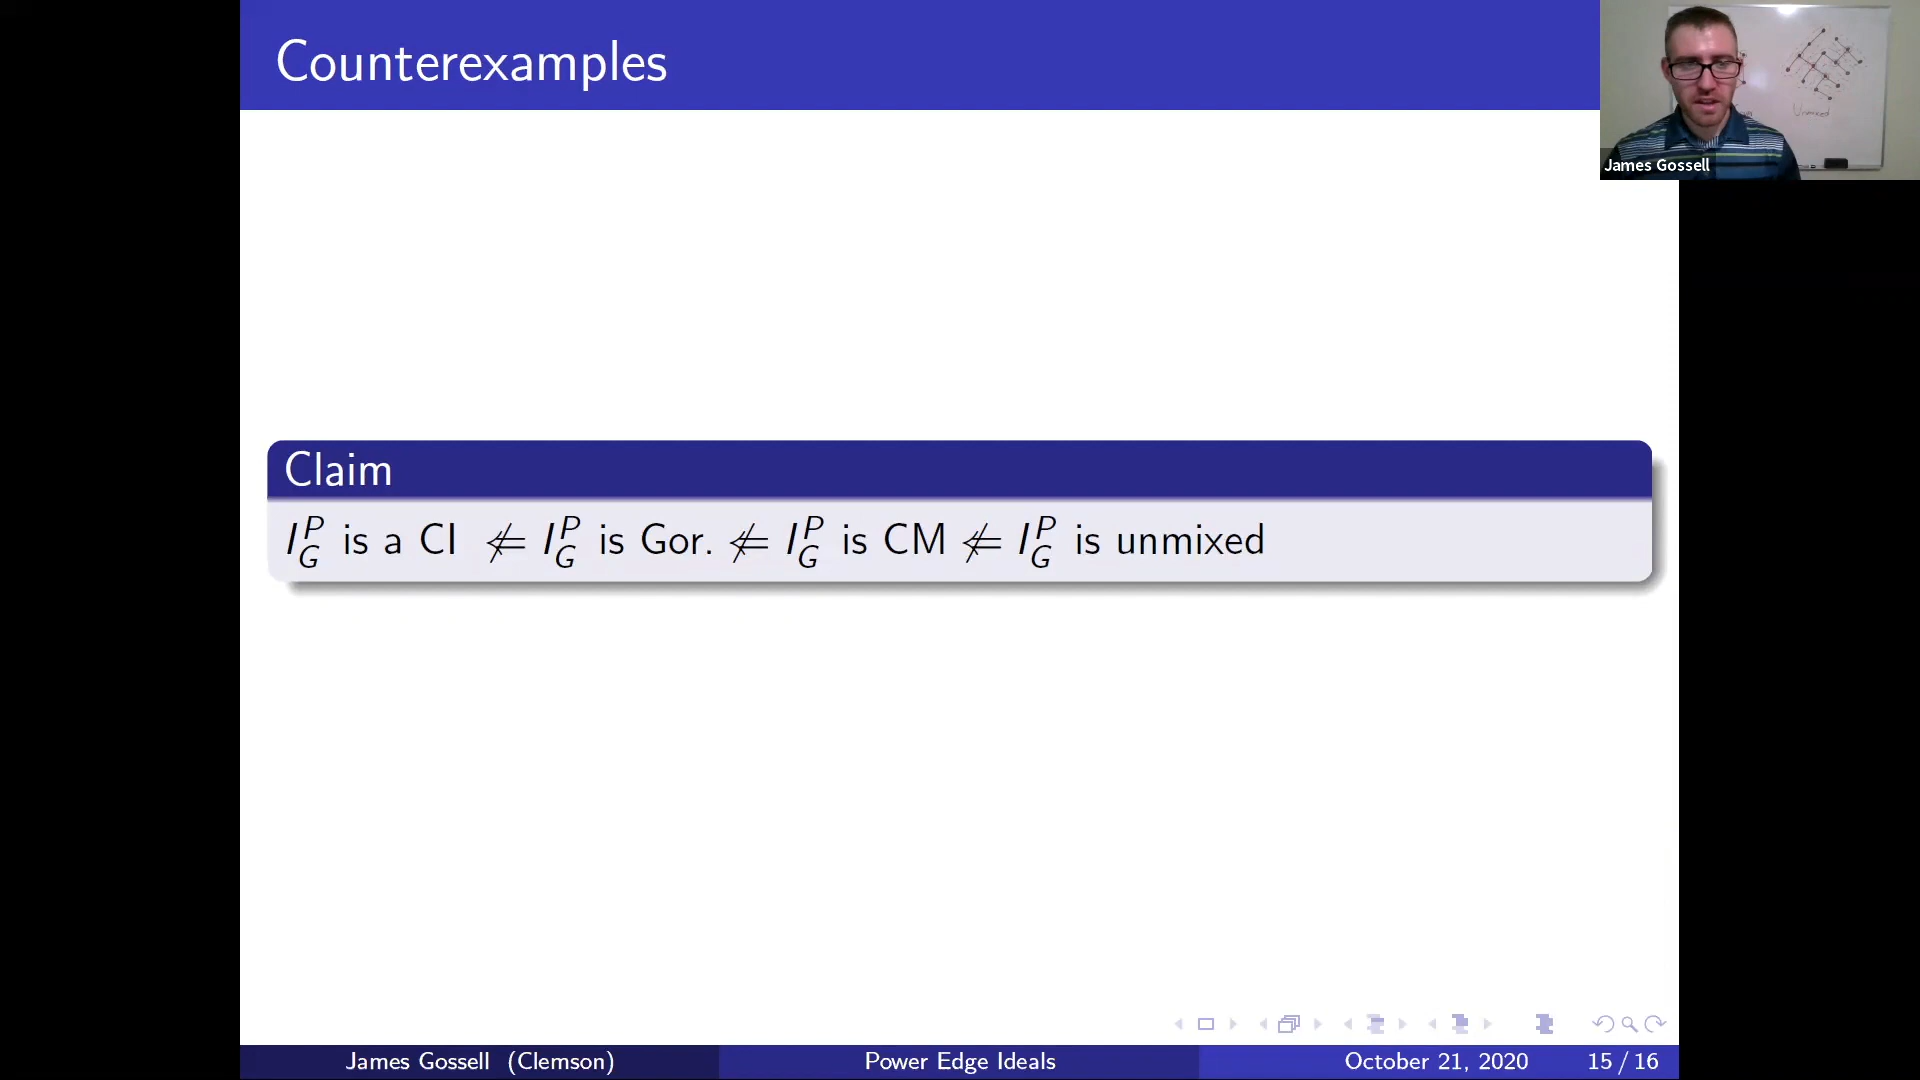 Counterexamples
Unmixed
James Gossell
Claim
I_G^P is a CI ⇍ I_G^P is Gor. ⇍ I_G^P is CM ⇍ I_G^P is unmixed
James Gossell (Clemson) Power Edge Ideals October 21, 2020 15 / 16